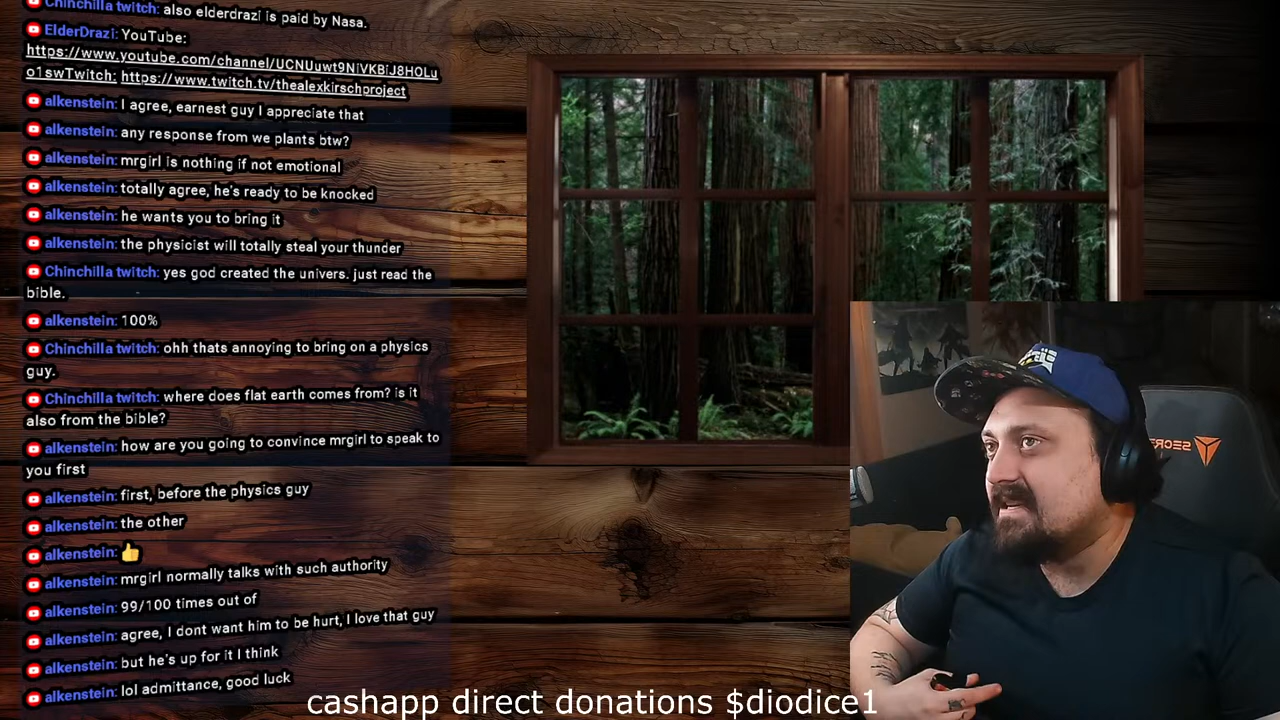 Chinchilla twitch: also elderdrazi is paid by Nasa.
ElderDrazi: YouTube:
https://www.youtube.com/channel/UCNUuwt9NiVKBiJ8HOLu
o1swTwitch: https://www.twitch.tv/thealexkirschproject
alkenstein: I agree, earnest guy I appreciate that
alkenstein: any response from we plants btw?
alkenstein: mrgirl is nothing if not emotional
alkenstein: totally agree, he's ready to be knocked
alkenstein: he wants you to bring it
alkenstein: the physicist will totally steal your thunder
Chinchilla twitch: yes god created the univers. just read the
bible.
alkenstein: 100%
Chinchilla twitch: ohh thats annoying to bring on a physics
guy.
Chinchilla twitch: where does flat earth comes from? is it
also from the bible?
alkenstein: how are you going to convince mrgirl to speak to
you first
alkenstein: first, before the physics guy
alkenstein: the other
alkenstein: 👍
alkenstein: mrgirl normally talks with such authority
alkenstein: 99/100 times out of
alkenstein: agree, I dont want him to be hurt, I love that guy
alkenstein: but he's up for it I think
alkenstein: lol admittance, good luck
cashapp direct donations $diodice1